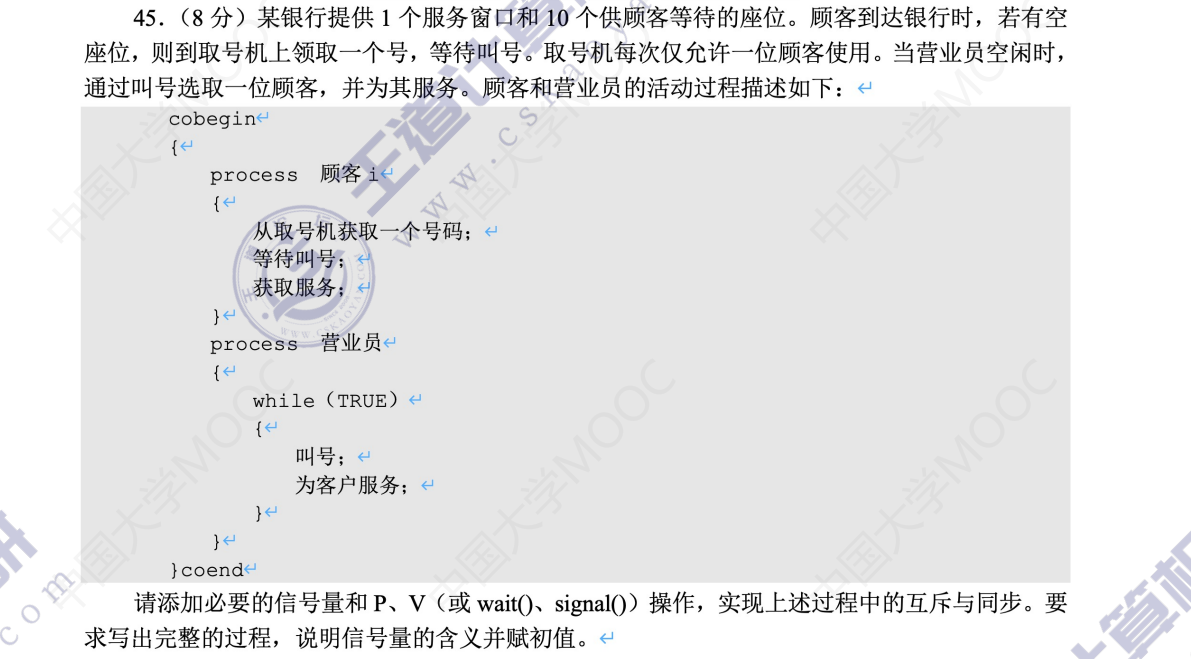 45.（8 分）某银行提供 1 个服务窗口和 10 个供顾客等待的座位。顾客到达银行时，若有空
座位，则到取号机上领取一个号，等待叫号。取号机每次仅允许一位顾客使用。当营业员空闲时，
通过叫号选取一位顾客，并为其服务。顾客和营业员的活动过程描述如下：
cobegin
{
process 顾客 i
{
从取号机获取一个号码；
等待叫号；
获取服务；
}
process 营业员
{
while（TRUE）
{
叫号；
为客户服务；
}
}
}coend
请添加必要的信号量和 P、V（或 wait()、signal()）操作，实现上述过程中的互斥与同步。要
求写出完整的过程，说明信号量的含义并赋初值。